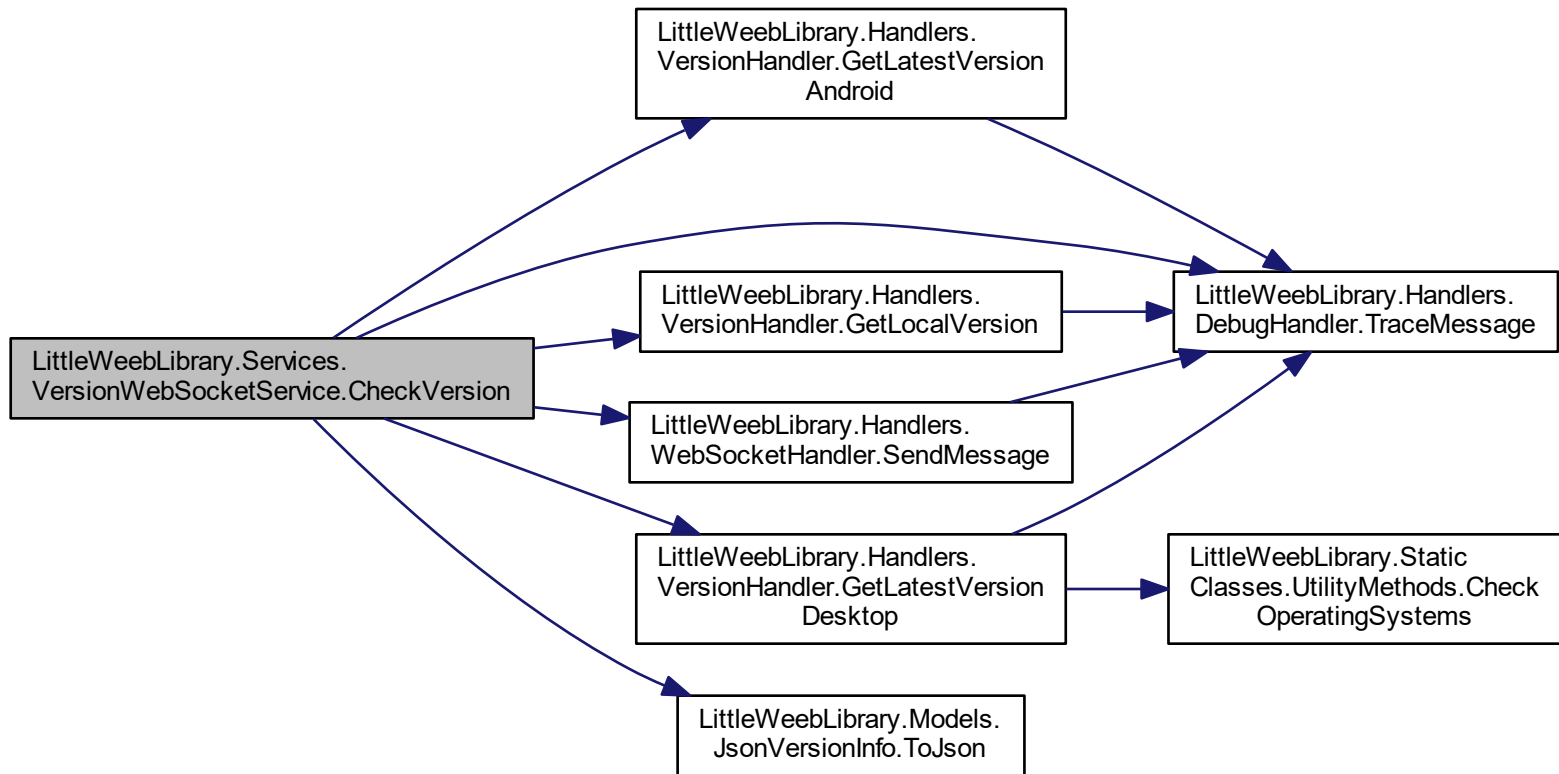 LittleWeebLibrary.Handlers.
VersionHandler.GetLatestVersion
Android
LittleWeebLibrary.Handlers.
VersionHandler.GetLocalVersion
LittleWeebLibrary.Handlers.
DebugHandler.TraceMessage
LittleWeebLibrary.Services.
VersionWebSocketService.CheckVersion
LittleWeebLibrary.Handlers.
WebSocketHandler.SendMessage
LittleWeebLibrary.Handlers.
VersionHandler.GetLatestVersion
Desktop
LittleWeebLibrary.Static
Classes.UtilityMethods.Check
OperatingSystems
LittleWeebLibrary.Models.
JsonVersionInfo.ToJson